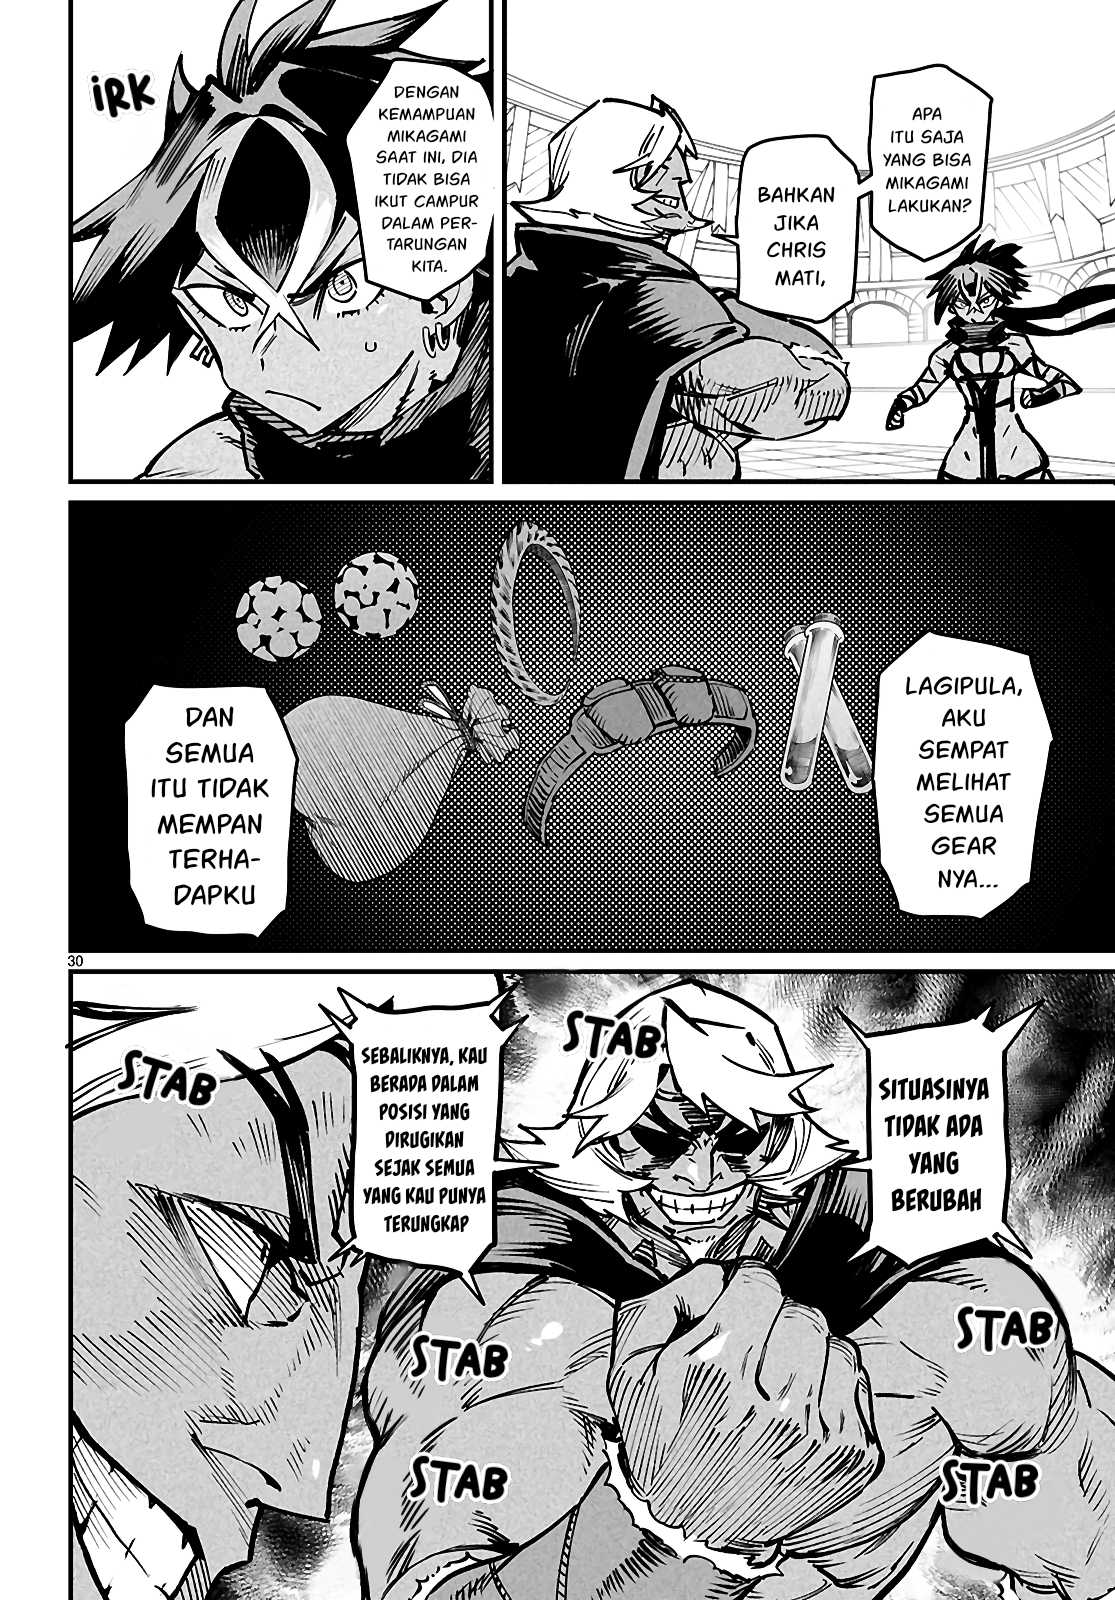 APA
ITU SAJA
YANG BISA
MIKAGAMI
LAKUKAN?
BAHKAN
JIKA
CHRIS
MATI,
DENGAN
KEMAMPUAN
MIKAGAMI
SAAT INI, DIA
TIDAK BISA
IKUT CAMPUR
DALAM PER-
TARUNGAN
KITA.
IRK
LAGIPULA,
AKU
SEMPAT
MELIHAT
SEMUA
GEAR
NYA...
DAN
SEMUA
ITU TIDAK
MEMPAN
TERHA-
DAPKU
30
SITUASINYA
TIDAK ADA
YANG
BERUBAH
STAB
SEBALIKNYA, KAU
BERADA DALAM
POSISI YANG
DIRUGIKAN
SEJAK SEMUA
YANG KAU PUNYA
TERUNGKAP
STAB
STAB
STAB
STAB
STAB